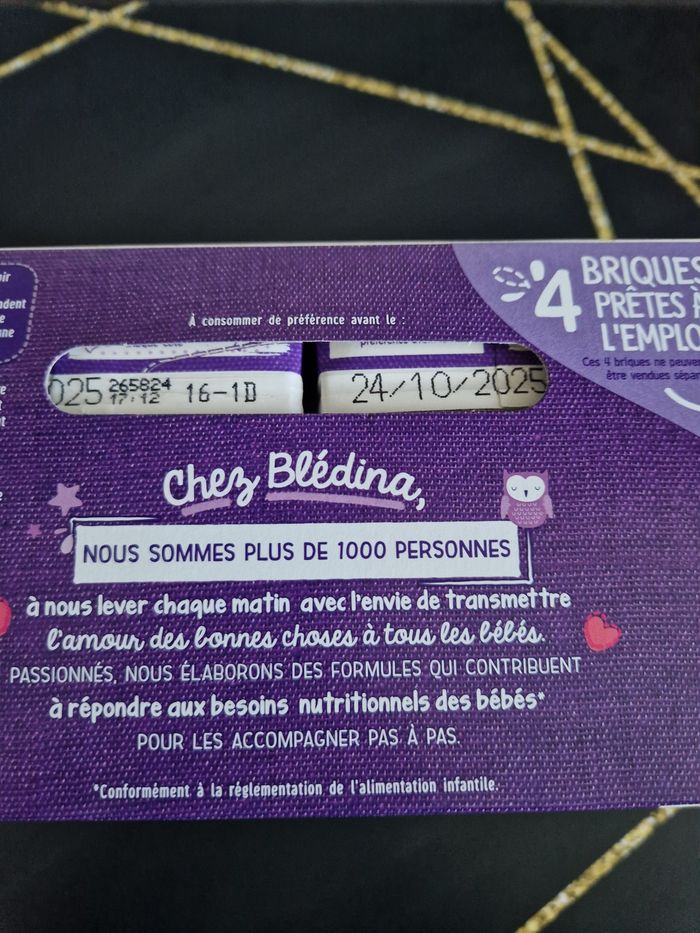 À consommer de préférence avant le :
4 BRIQUES
PRÊTES
L'EMPLO
Ces 4 briques ne
être vendues
025 265824 16-1D
17:12
24/10/2025
Chez Blédina,
NOUS SOMMES PLUS DE 1000 PERSONNES
à nous lever chaque matin avec l'envie de transmettre
l'amour des bonnes choses à tous les bébés.
PASSIONNÉS, NOUS ÉLABORONS DES FORMULES QUI CONTRIBUENT
à répondre aux besoins nutritionnels des bébés*
POUR LES ACCOMPAGNER PAS À PAS.
*Conformément à la réglementation de l'alimentation infantile.